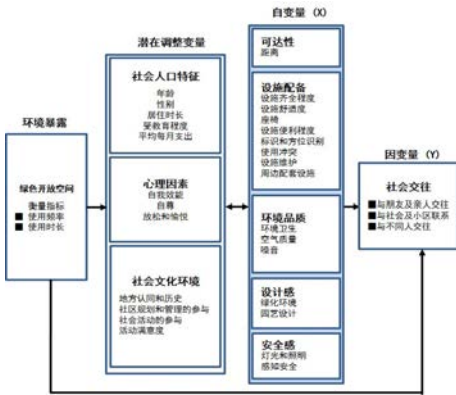 环境暴露
绿色开放空间
衡量指标
■ 使用频率
■ 使用时长
潜在调整变量
社会人口特征
年龄
性别
居住时长
受教育程度
平均每月支出
心理因素
自我效能
自尊
放松和愉悦
社会文化环境
地方认同和历史
社区规划和管理的参与
社会活动的参与
活动满意度
自变量 (X)
可达性
距离
设施配备
设施齐全程度
设施舒适度
座椅
设施便利程度
标识和方位识别
使用冲突
设施维护
周边配套设施
环境品质
环境卫生
空气质量
噪音
设计感
绿化环境
园艺设计
安全感
灯光和照明
感知安全
因变量 (Y)
社会交往
■与朋友及亲人交往
■与社会及小区联系
■与不同人交往